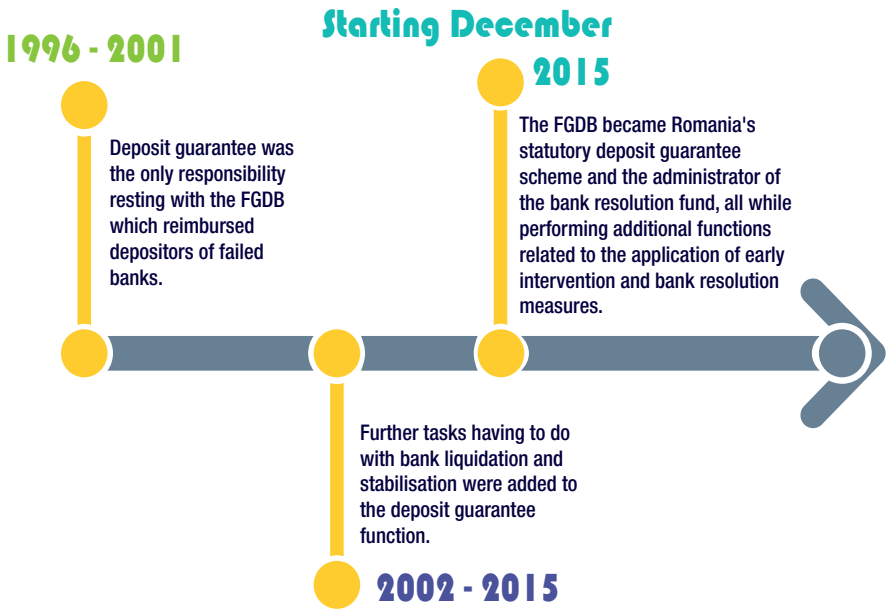 1996 - 2001
Deposit guarantee was
the only responsibility
resting with the FGDB
which reimbursed
depositors of failed
banks.
Further tasks having to do
with bank liquidation and
stabilisation were added to
the deposit guarantee
function.
2002 - 2015
Starting December
2015
The FGDB became Romania's
statutory deposit guarantee
scheme and the administrator of
the bank resolution fund, all while
performing additional functions
related to the application of early
intervention and bank resolution
measures.